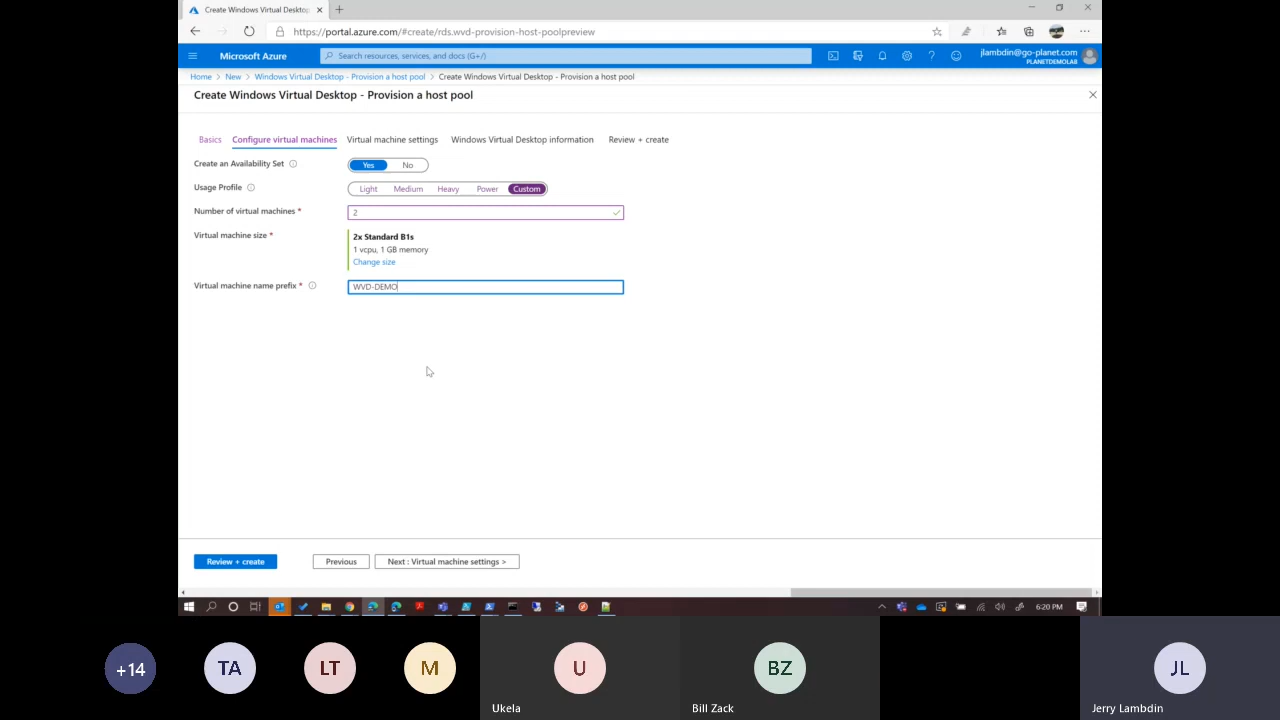 Create Windows Virtual Desktop
https://portal.azure.com/#create/rds.wvd-provision-host-poolpreview
Microsoft Azure
Search resources, services, and docs (G+/)
jlambdin@go-planet.com
PLANETDEMOLAB
Home > New > Windows Virtual Desktop - Provision a host pool > Create Windows Virtual Desktop - Provision a host pool
Create Windows Virtual Desktop - Provision a host pool
Basics Configure virtual machines Virtual machine settings Windows Virtual Desktop information Review + create
Create an Availability Set Yes No
Usage Profile Light Medium Heavy Power Custom
Number of virtual machines * 2
Virtual machine size * 2x Standard B1s
1 vcpu, 1 GB memory
Change size
Virtual machine name prefix * WVD-DEMO
Review + create Previous Next : Virtual machine settings >
6:20 PM
+14 TA LT M U BZ JL
Ukela Bill Zack Jerry Lambdin